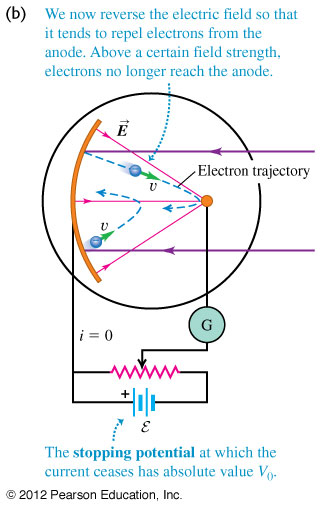 (b) We now reverse the electric field so that
it tends to repel electrons from the
anode. Above a certain field strength,
electrons no longer reach the anode.
E
Electron trajectory
v
v
G
i = 0
+
ℰ
The stopping potential at which the
current ceases has absolute value V₀.
© 2012 Pearson Education, Inc.